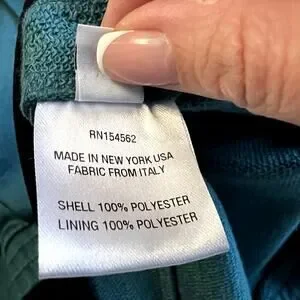 RN154562
MADE IN NEW YORK USA
FABRIC FROM ITALY
SHELL 100% POLYESTER
LINING 100% POLYESTER